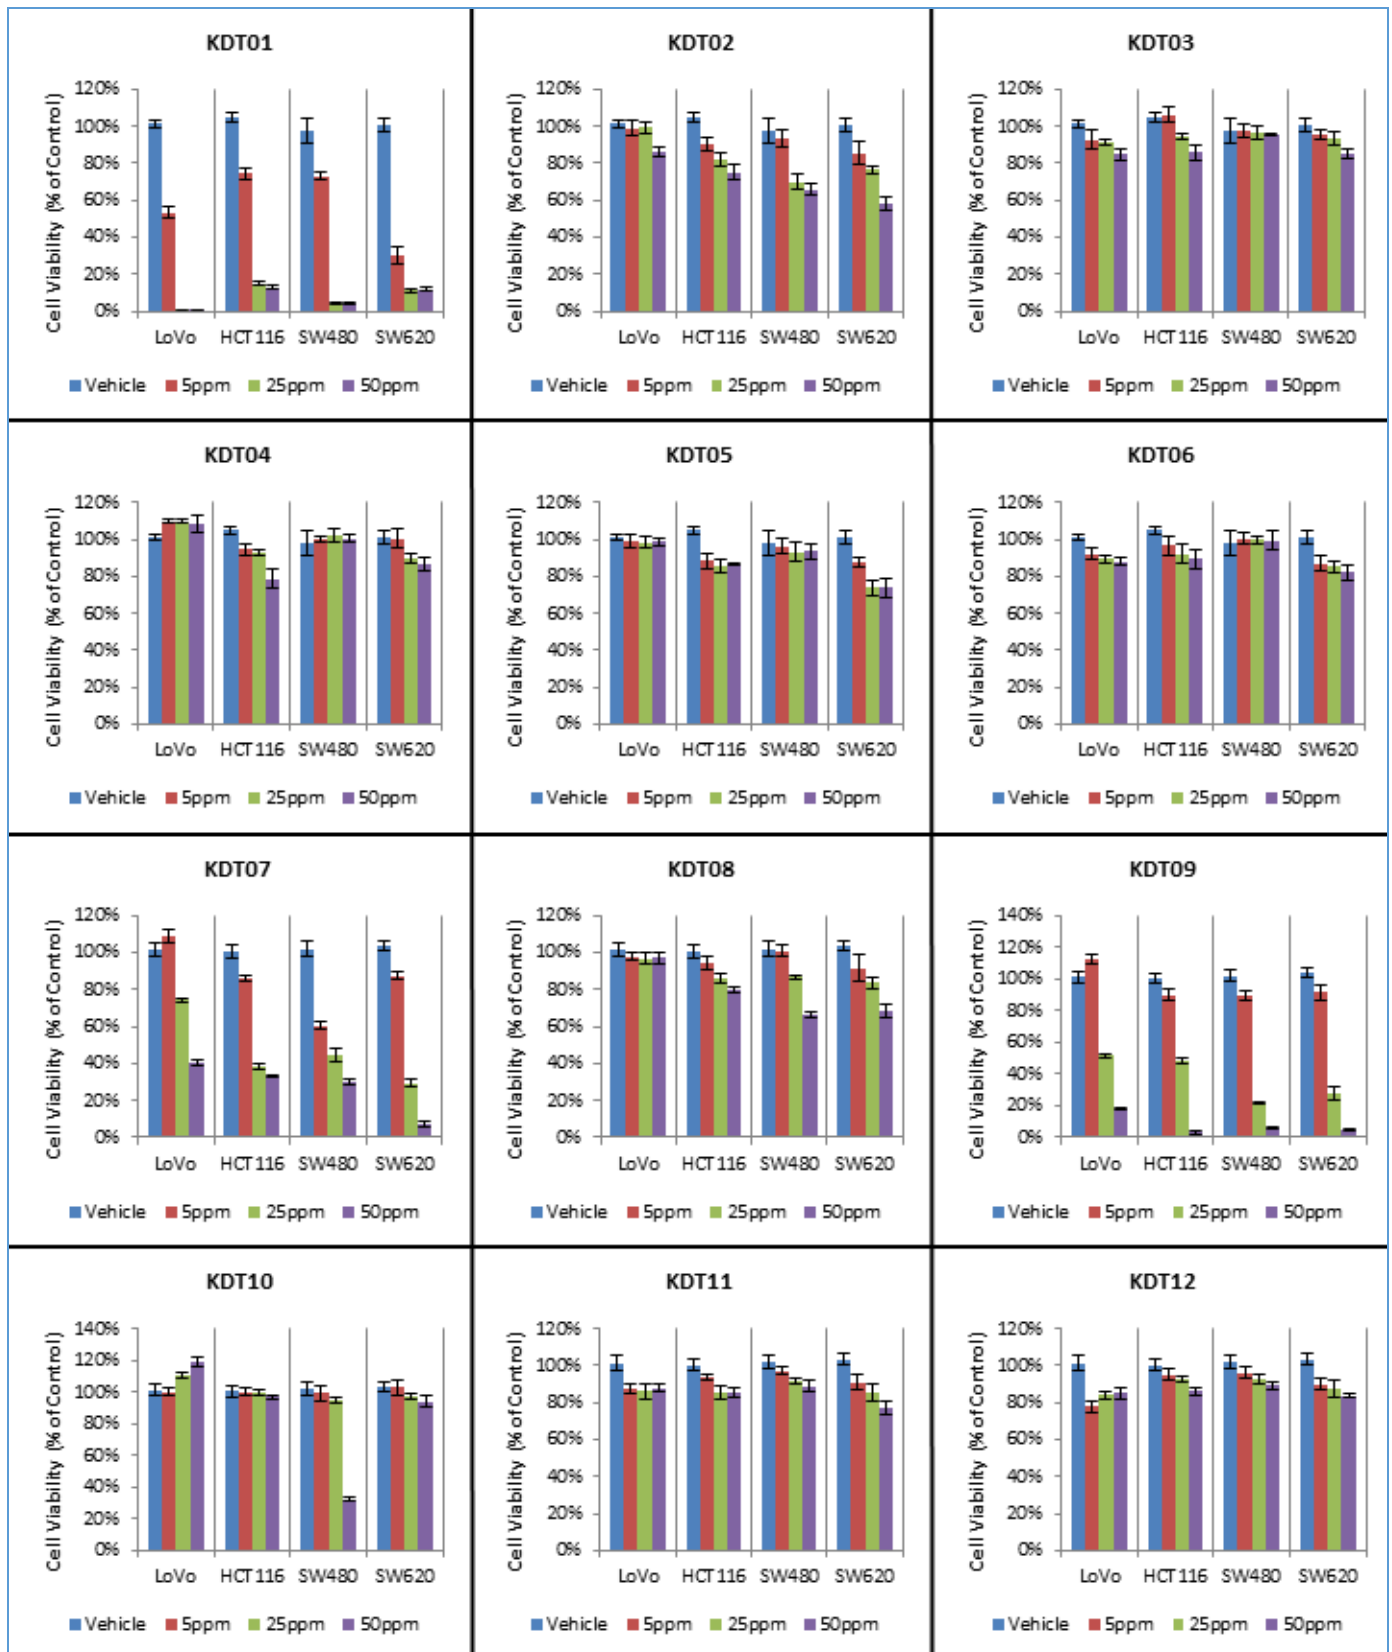 KDT01
Cell Viability (% of Control)
120%
100%
80%
60%
40%
20%
0%
LoVo HCT116 SW480 SW620
Vehicle 5ppm 25ppm 50ppm
KDT02
Cell Viability (% of Control)
120%
100%
80%
60%
40%
20%
0%
LoVo HCT116 SW480 SW620
Vehicle 5ppm 25ppm 50ppm
KDT03
Cell Viability (% of Control)
120%
100%
80%
60%
40%
20%
0%
LoVo HCT116 SW480 SW620
Vehicle 5ppm 25ppm 50ppm
KDT04
Cell Viability (% of Control)
120%
100%
80%
60%
40%
20%
0%
LoVo HCT116 SW480 SW620
Vehicle 5ppm 25ppm 50ppm
KDT05
Cell Viability (% of Control)
120%
100%
80%
60%
40%
20%
0%
LoVo HCT116 SW480 SW620
Vehicle 5ppm 25ppm 50ppm
KDT06
Cell Viability (% of Control)
120%
100%
80%
60%
40%
20%
0%
LoVo HCT116 SW480 SW620
Vehicle 5ppm 25ppm 50ppm
KDT07
Cell Viability (% of Control)
120%
100%
80%
60%
40%
20%
0%
LoVo HCT116 SW480 SW620
Vehicle 5ppm 25ppm 50ppm
KDT08
Cell Viability (% of Control)
120%
100%
80%
60%
40%
20%
0%
LoVo HCT116 SW480 SW620
Vehicle 5ppm 25ppm 50ppm
KDT09
Cell Viability (% of Control)
140%
120%
100%
80%
60%
40%
20%
0%
LoVo HCT116 SW480 SW620
Vehicle 5ppm 25ppm 50ppm
KDT10
Cell Viability (% of Control)
140%
120%
100%
80%
60%
40%
20%
0%
LoVo HCT116 SW480 SW620
Vehicle 5ppm 25ppm 50ppm
KDT11
Cell Viability (% of Control)
120%
100%
80%
60%
40%
20%
0%
LoVo HCT116 SW480 SW620
Vehicle 5ppm 25ppm 50ppm
KDT12
Cell Viability (% of Control)
120%
100%
80%
60%
40%
20%
0%
LoVo HCT116 SW480 SW620
Vehicle 5ppm 25ppm 50ppm